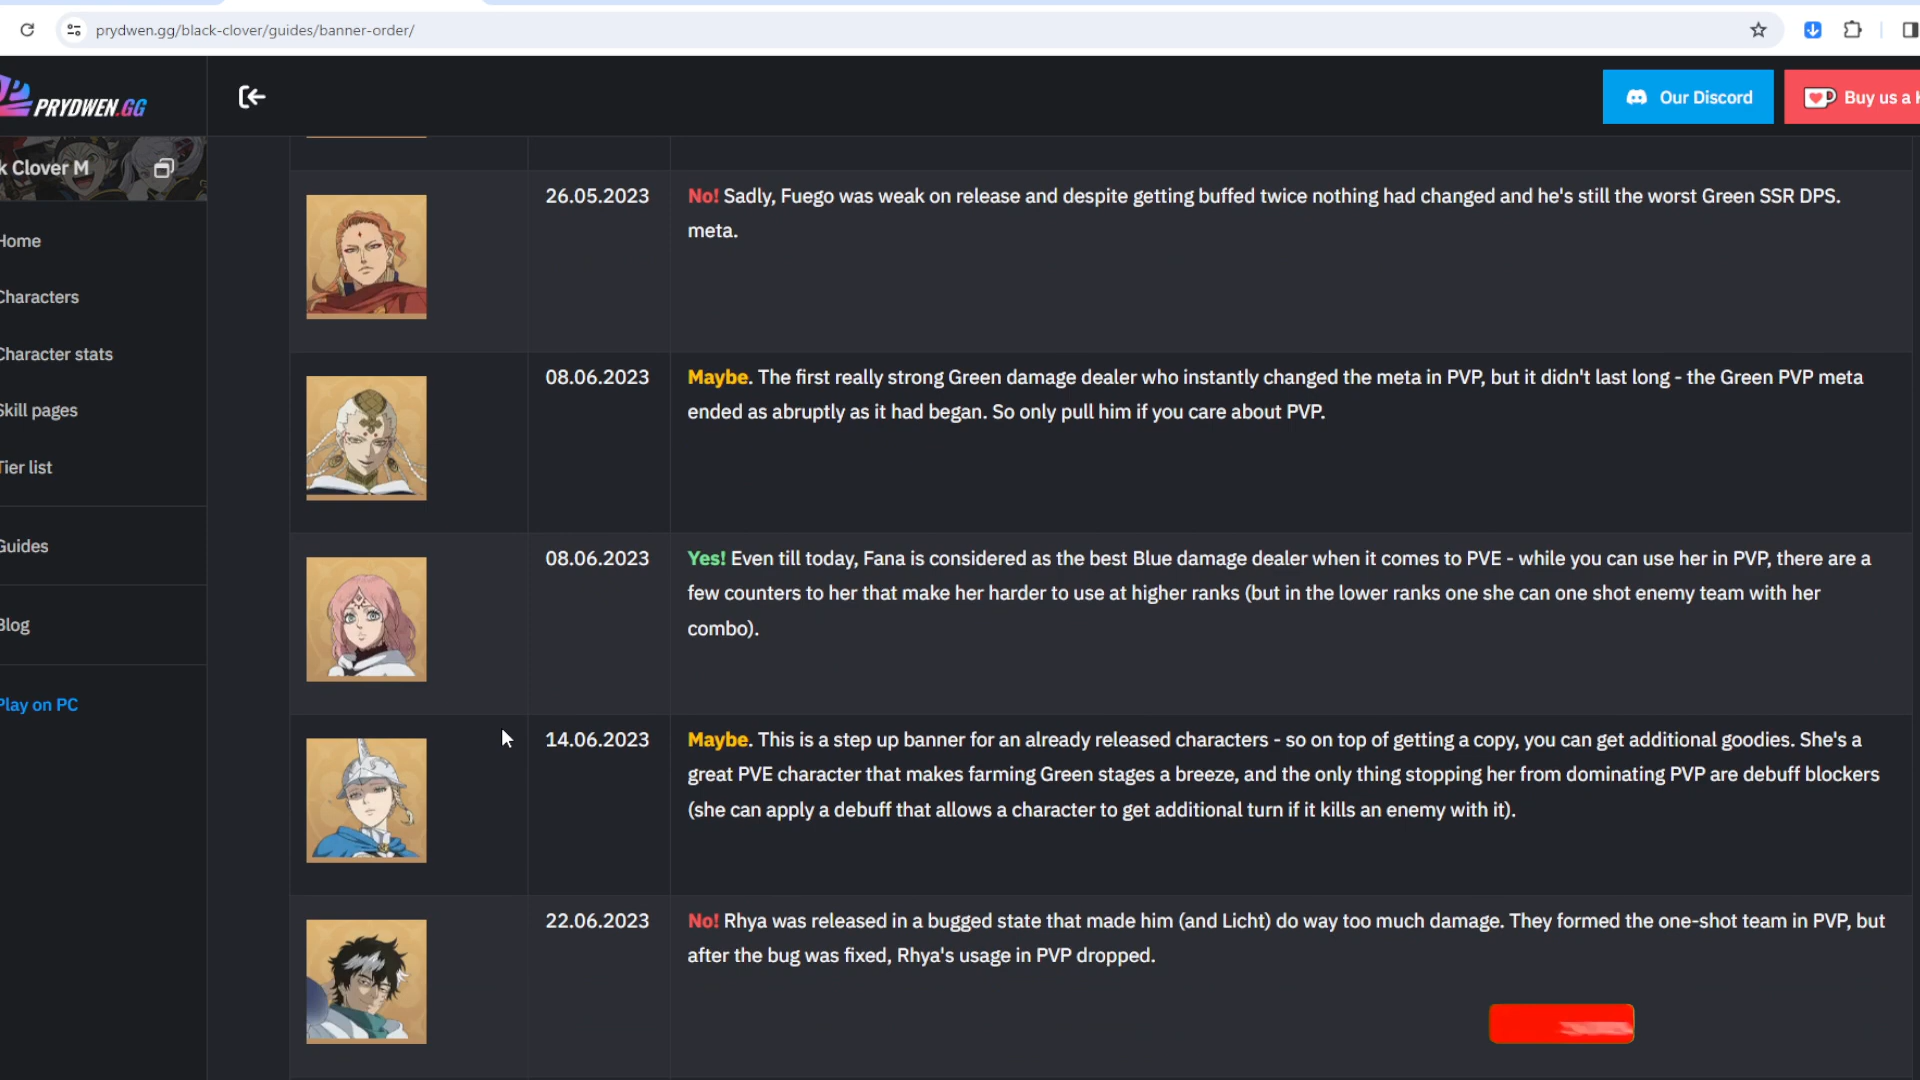 prydwen.gg/black-clover/guides/banner-order/
PRYDWEN.GG
Our Discord
Buy us a
k Clover M
Home
Characters
Character stats
Skill pages
Tier list
Guides
Blog
Play on PC
26.05.2023
No! Sadly, Fuego was weak on release and despite getting buffed twice nothing had changed and he's still the worst Green SSR DPS.
meta.
08.06.2023
Maybe. The first really strong Green damage dealer who instantly changed the meta in PVP, but it didn't last long - the Green PVP meta
ended as abruptly as it had began. So only pull him if you care about PVP.
08.06.2023
Yes! Even till today, Fana is considered as the best Blue damage dealer when it comes to PVE - while you can use her in PVP, there are a
few counters to her that make her harder to use at higher ranks (but in the lower ranks one she can one shot enemy team with her
combo).
14.06.2023
Maybe. This is a step up banner for an already released characters - so on top of getting a copy, you can get additional goodies. She's a
great PVE character that makes farming Green stages a breeze, and the only thing stopping her from dominating PVP are debuff blockers
(she can apply a debuff that allows a character to get additional turn if it kills an enemy with it).
22.06.2023
No! Rhya was released in a bugged state that made him (and Licht) do way too much damage. They formed the one-shot team in PVP, but
after the bug was fixed, Rhya's usage in PVP dropped.